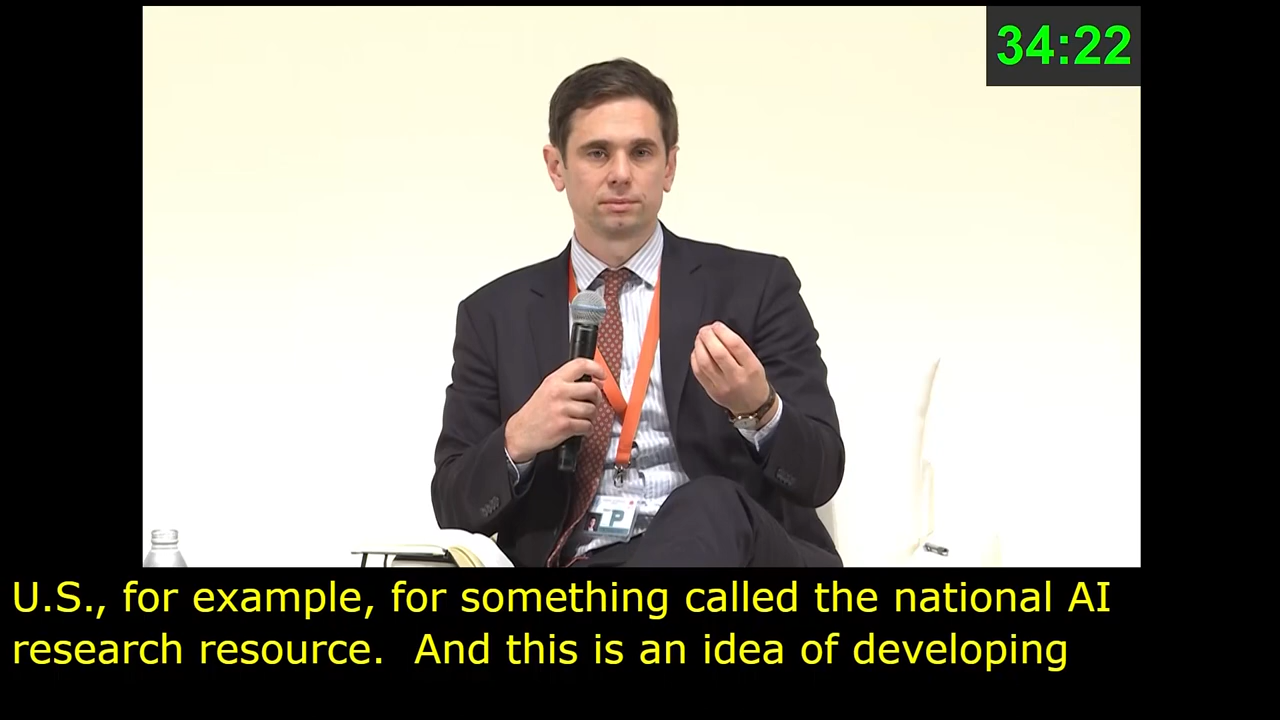 34:22
TP
U.S., for example, for something called the national AI
research resource.  And this is an idea of developing